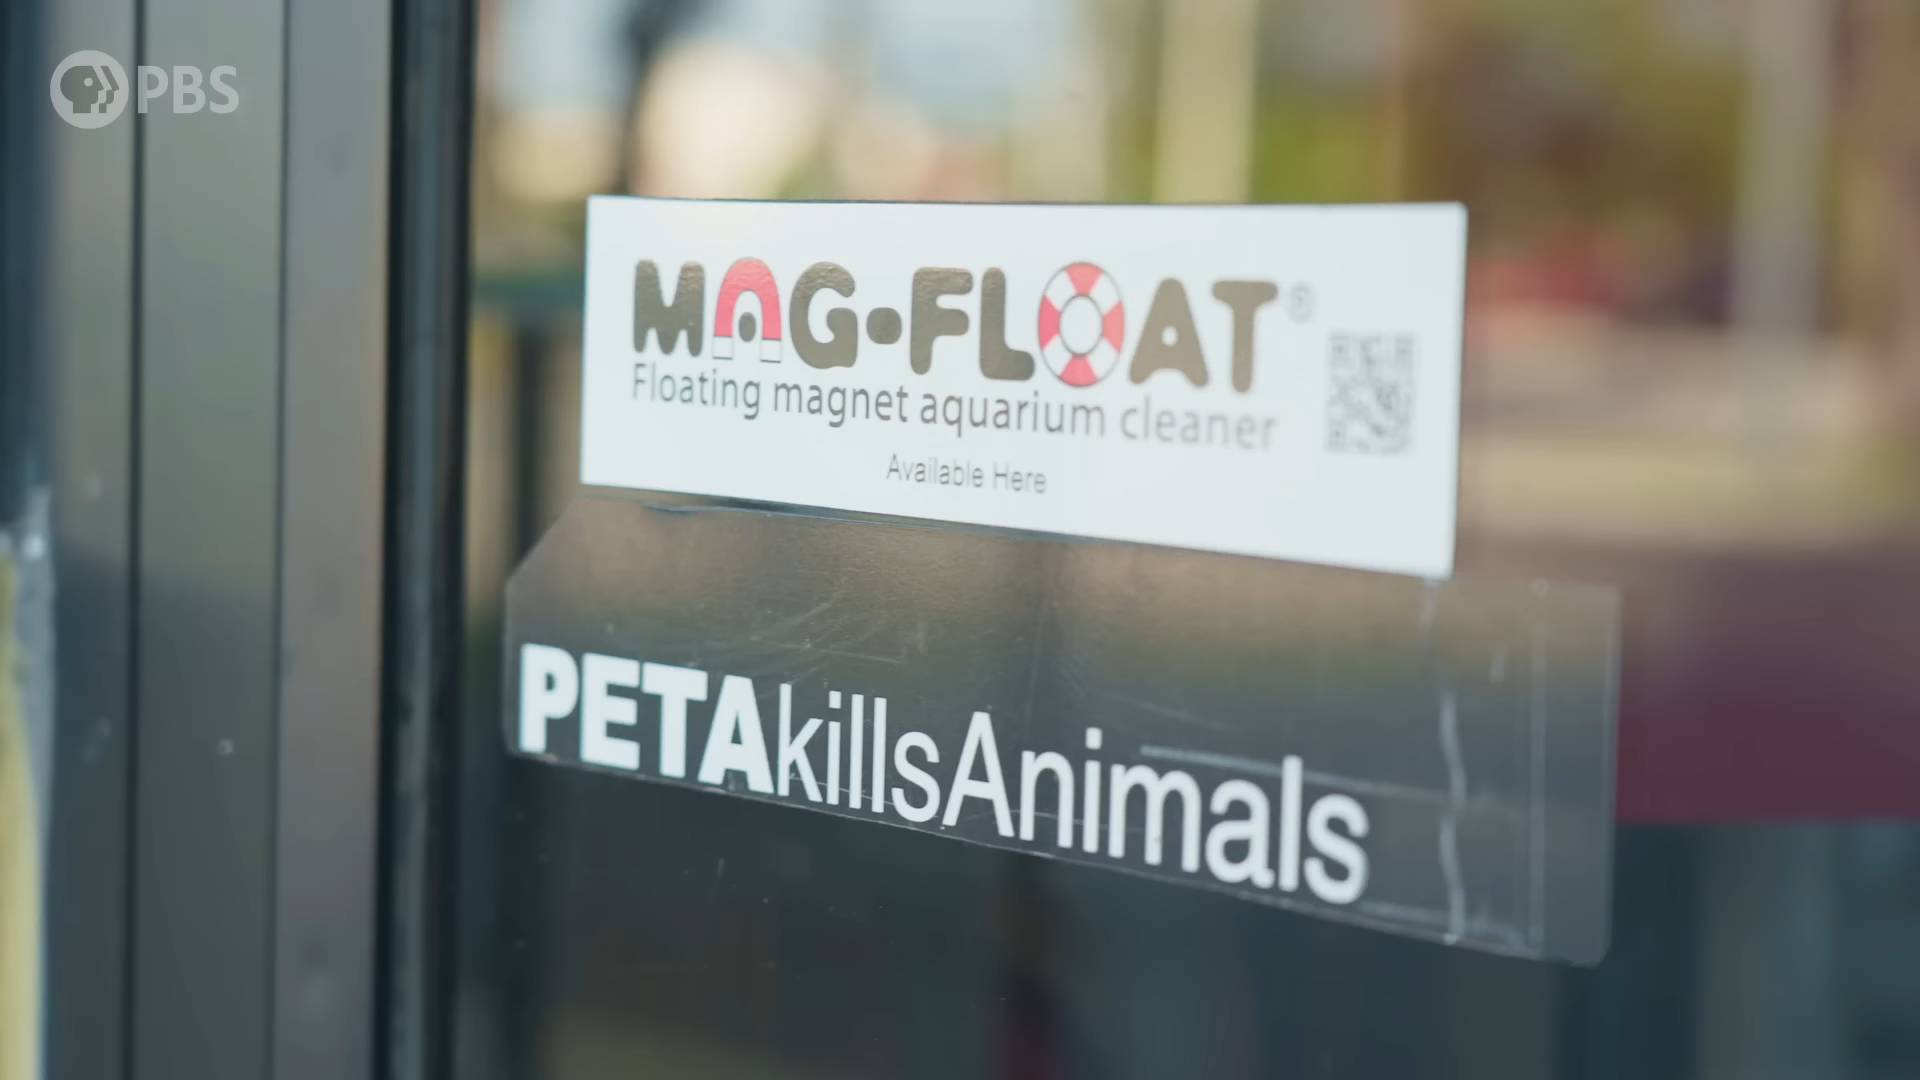 PBS
MAG-FLOAT®
Floating magnet aquarium cleaner
Available Here
PETAkillsAnimals